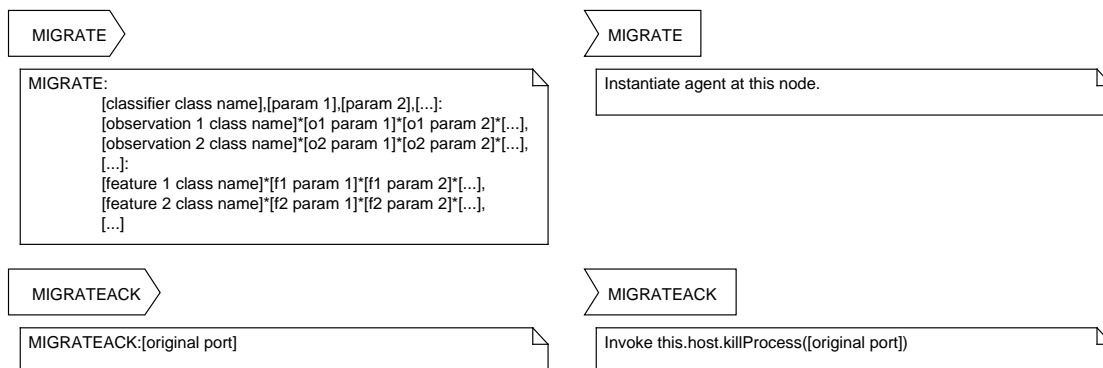 MIGRATE
MIGRATE
MIGRATE:
[classifier class name],[param 1],[param 2],[...]:
[observation 1 class name]*[o1 param 1]*[o1 param 2]*[...],
[observation 2 class name]*[o2 param 1]*[o2 param 2]*[...],
[...]:
[feature 1 class name]*[f1 param 1]*[f1 param 2]*[...],
[feature 2 class name]*[f2 param 1]*[f2 param 2]*[...],
[...]
Instantiate agent at this node.
MIGRATEACK
MIGRATEACK
MIGRATEACK:[original port]
Invoke this.host.killProcess([original port])